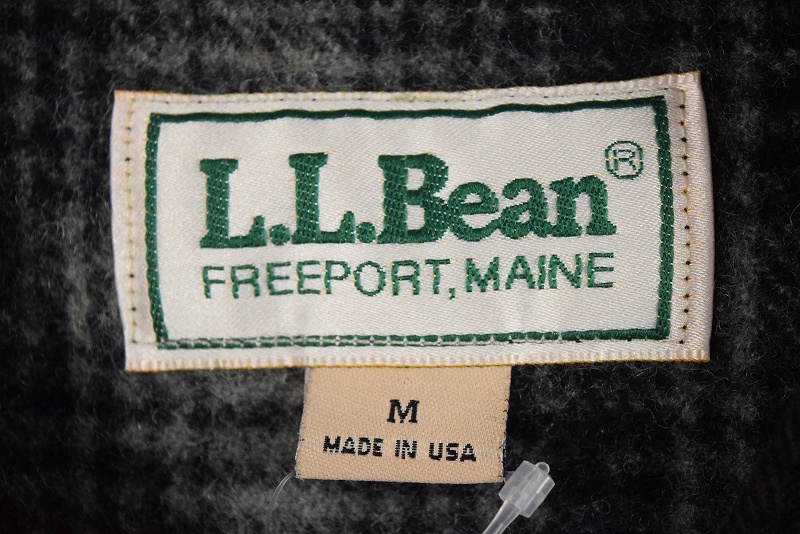 L.L.Bean®
FREEPORT, MAINE
M
MADE IN USA